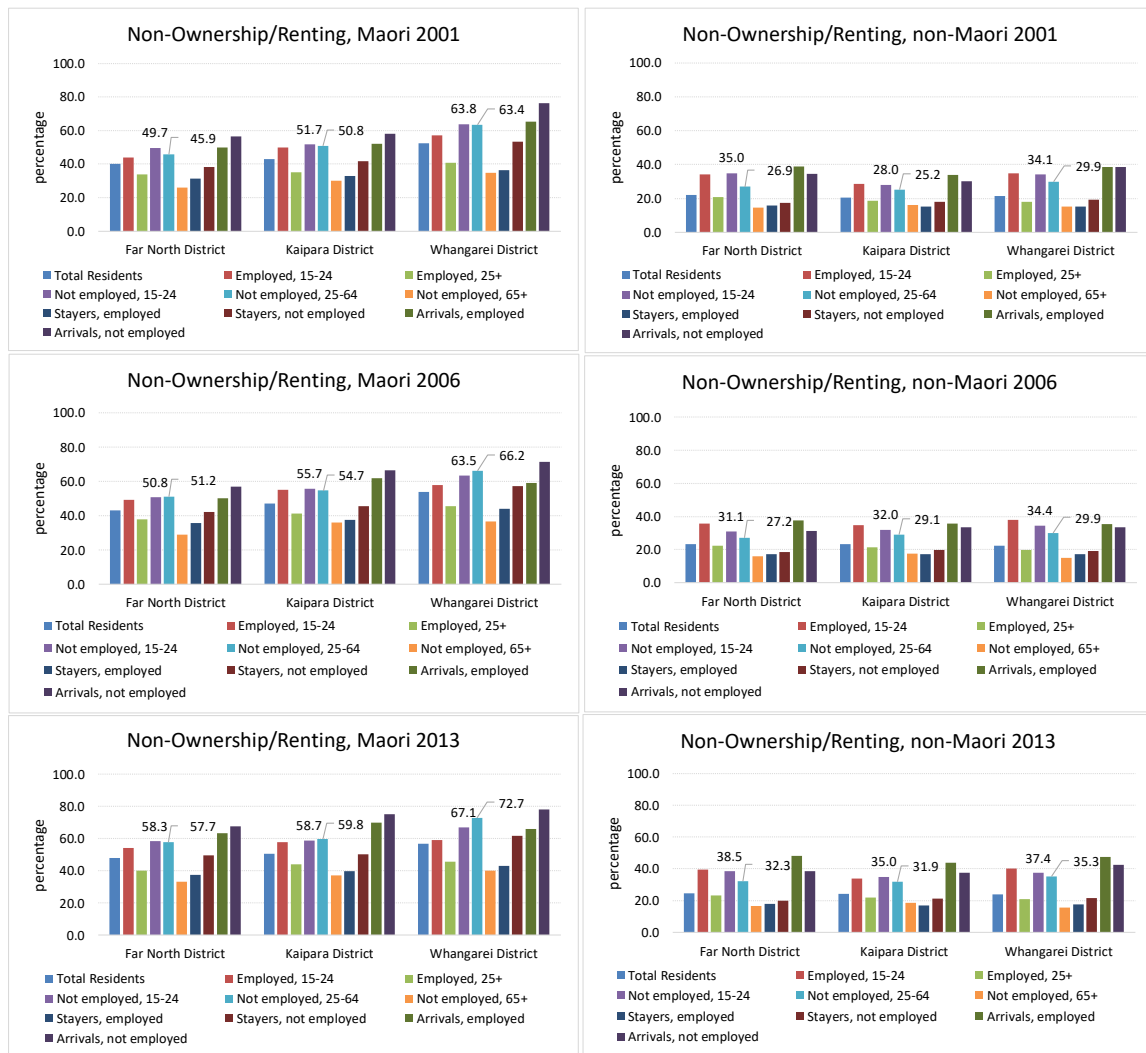 Non-Ownership/Renting, Maori 2001
percentage
100.0
80.0
60.0
40.0
20.0
0.0
49.7 45.9 51.7 50.8 63.8 63.4
Far North District Kaipara District Whangarei District
Total Residents Employed, 15-24 Employed, 25+
Not employed, 15-24 Not employed, 25-64 Not employed, 65+
Stayers, employed Stayers, not employed Arrivals, employed
Arrivals, not employed
Non-Ownership/Renting, non-Maori 2001
percentage
100.0
80.0
60.0
40.0
20.0
0.0
35.0 26.9 28.0 25.2 34.1 29.9
Far North District Kaipara District Whangarei District
Total Residents Employed, 15-24 Employed, 25+
Not employed, 15-24 Not employed, 25-64 Not employed, 65+
Stayers, employed Stayers, not employed Arrivals, employed
Arrivals, not employed
Non-Ownership/Renting, Maori 2006
percentage
100.0
80.0
60.0
40.0
20.0
0.0
50.8 51.2 55.7 54.7 63.5 66.2
Far North District Kaipara District Whangarei District
Total Residents Employed, 15-24 Employed, 25+
Not employed, 15-24 Not employed, 25-64 Not employed, 65+
Stayers, employed Stayers, not employed Arrivals, employed
Arrivals, not employed
Non-Ownership/Renting, non-Maori 2006
percentage
100.0
80.0
60.0
40.0
20.0
0.0
31.1 27.2 32.0 29.1 34.4 29.9
Far North District Kaipara District Whangarei District
Total Residents Employed, 15-24 Employed, 25+
Not employed, 15-24 Not employed, 25-64 Not employed, 65+
Stayers, employed Stayers, not employed Arrivals, employed
Arrivals, not employed
Non-Ownership/Renting, Maori 2013
percentage
100.0
80.0
60.0
40.0
20.0
0.0
58.3 57.7 58.7 59.8 67.1 72.7
Far North District Kaipara District Whangarei District
Total Residents Employed, 15-24 Employed, 25+
Not employed, 15-24 Not employed, 25-64 Not employed, 65+
Stayers, employed Stayers, not employed Arrivals, employed
Arrivals, not employed
Non-Ownership/Renting, non-Maori 2013
percentage
100.0
80.0
60.0
40.0
20.0
0.0
38.5 32.3 35.0 31.9 37.4 35.3
Far North District Kaipara District Whangarei District
Total Residents Employed, 15-24 Employed, 25+
Not employed, 15-24 Not employed, 25-64 Not employed, 65+
Stayers, employed Stayers, not employed Arrivals, employed
Arrivals, not employed